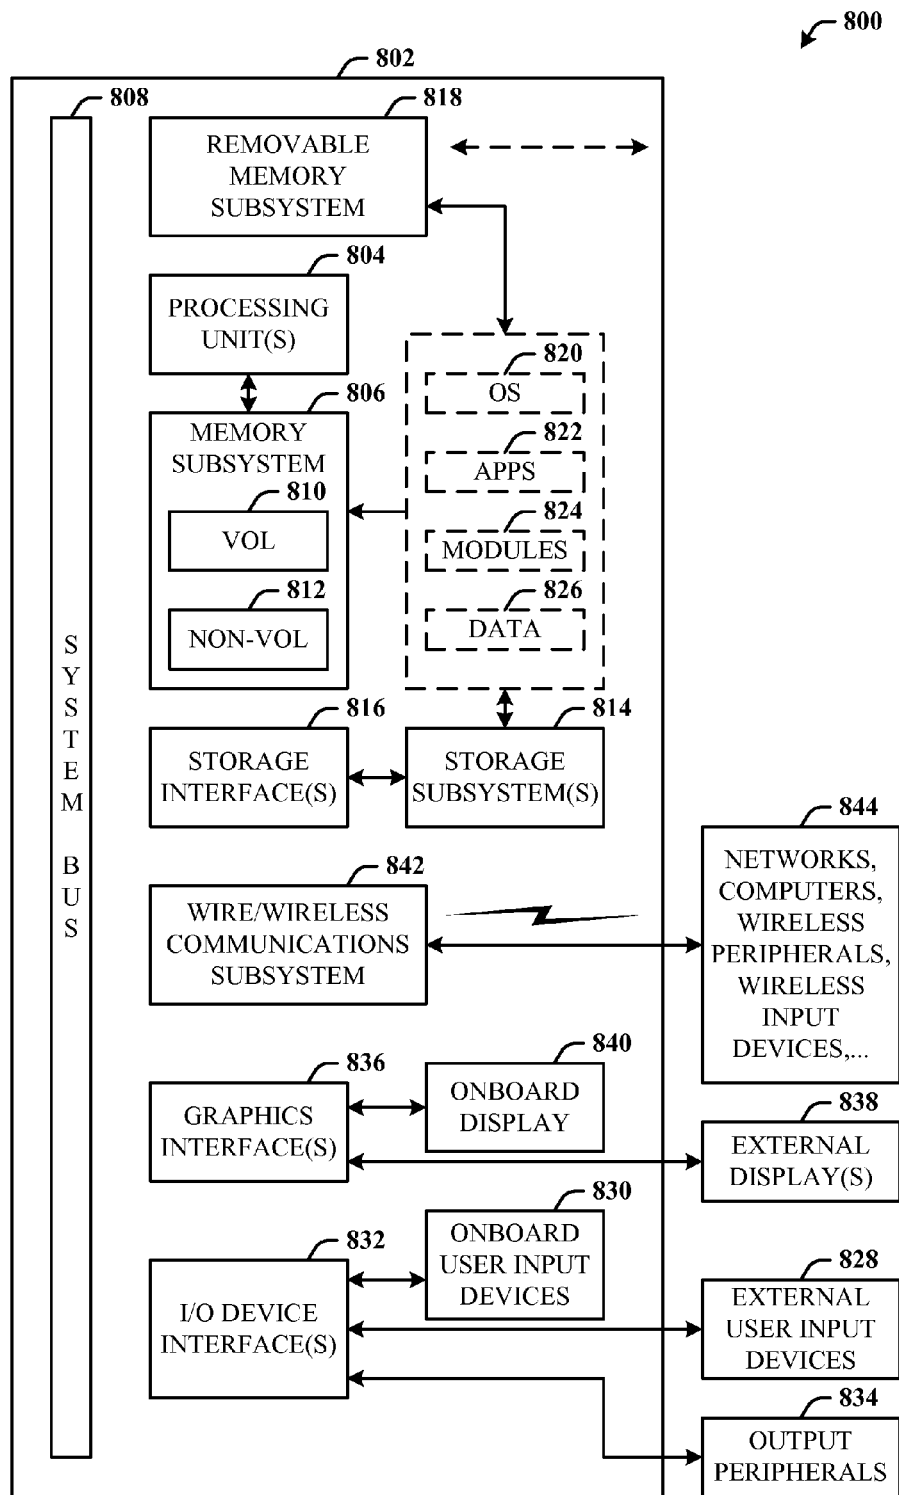 800
802
808
818
REMOVABLE
MEMORY
SUBSYSTEM
804
PROCESSING
UNIT(S)
806
MEMORY
SUBSYSTEM
810
VOL
812
NON-VOL
820
OS
822
APPS
824
MODULES
826
DATA
816
STORAGE
INTERFACE(S)
814
STORAGE
SUBSYSTEM(S)
SYSTEM BUS
842
WIRE/WIRELESS
COMMUNICATIONS
SUBSYSTEM
844
NETWORKS,
COMPUTERS,
WIRELESS
PERIPHERALS,
WIRELESS
INPUT
DEVICES,...
836
GRAPHICS
INTERFACE(S)
840
ONBOARD
DISPLAY
838
EXTERNAL
DISPLAY(S)
832
I/O DEVICE
INTERFACE(S)
830
ONBOARD
USER INPUT
DEVICES
828
EXTERNAL
USER INPUT
DEVICES
834
OUTPUT
PERIPHERALS